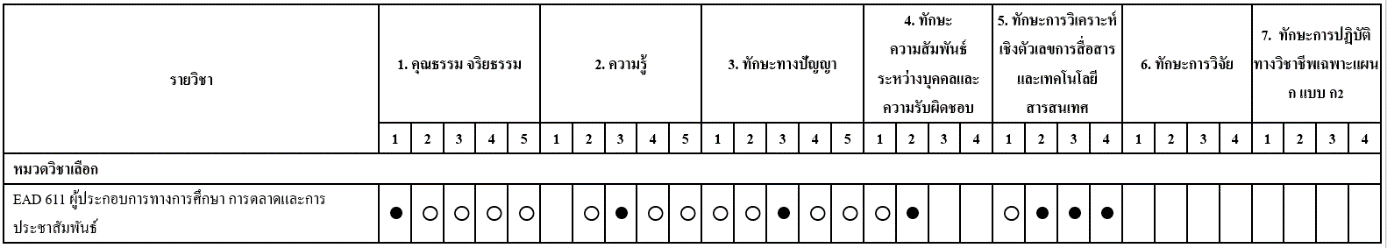 รายวิชา
1. คุณธรรม จริยธรรม
2. ความรู้
3. ทักษะทางปัญญา
4. ทักษะ
ความสัมพันธ์
ระหว่างบุคคลและ
ความรับผิดชอบ
5. ทักษะการวิเคราะห์
เชิงตัวเลขการสื่อสาร
และเทคโนโลยี
สารสนเทศ
6. ทักษะการวิจัย
7. ทักษะการปฏิบัติ
ทางวิชาชีพเฉพาะแผน
ก แบบ ก2
1 2 3 4 5 1 2 3 4 5 1 2 3 4 5 1 2 3 4 1 2 3 4 1 2 3 4 1 2 3 4
หมวดวิชาเลือก
EAD 611 ผู้ประกอบการทางการศึกษา การตลาดและการ
ประชาสัมพันธ์
● ○ ○ ○ ○ ○ ● ○ ○ ○ ○ ● ○ ○ ○ ● ○ ● ● ●